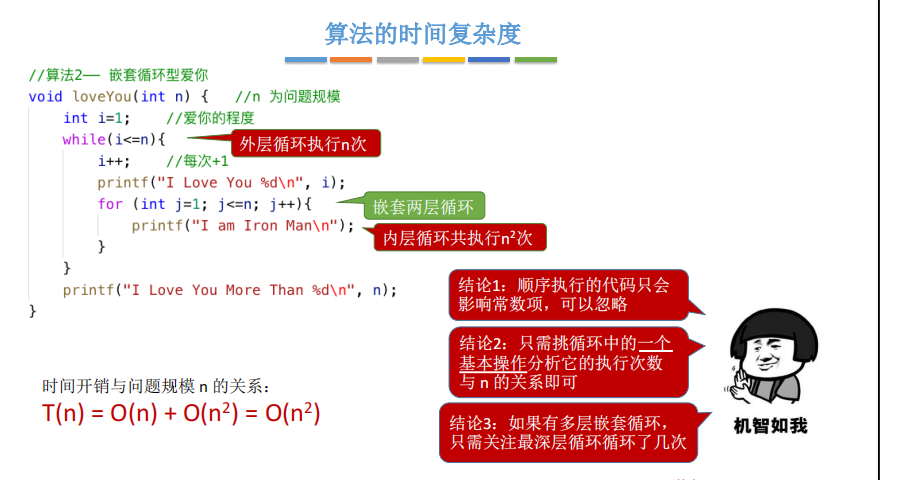 算法的时间复杂度
//算法2—— 嵌套循环型爱你
void loveYou(int n) {   //n 为问题规模
int i=1;    //爱你的程度
while(i<=n){
外层循环执行n次
i++;    //每次+1
printf("I Love You %d\n", i);
for (int j=1; j<=n; j++){
嵌套两层循环
printf("I am Iron Man\n");
内层循环共执行n²次
}
}
printf("I Love You More Than %d\n", n);
}
结论1：顺序执行的代码只会
影响常数项，可以忽略
结论2：只需挑循环中的一个
基本操作分析它的执行次数
与 n 的关系即可
时间开销与问题规模 n 的关系：
T(n) = O(n) + O(n²) = O(n²)
结论3：如果有多层嵌套循环，
只需关注最深层循环循环了几次
机智如我